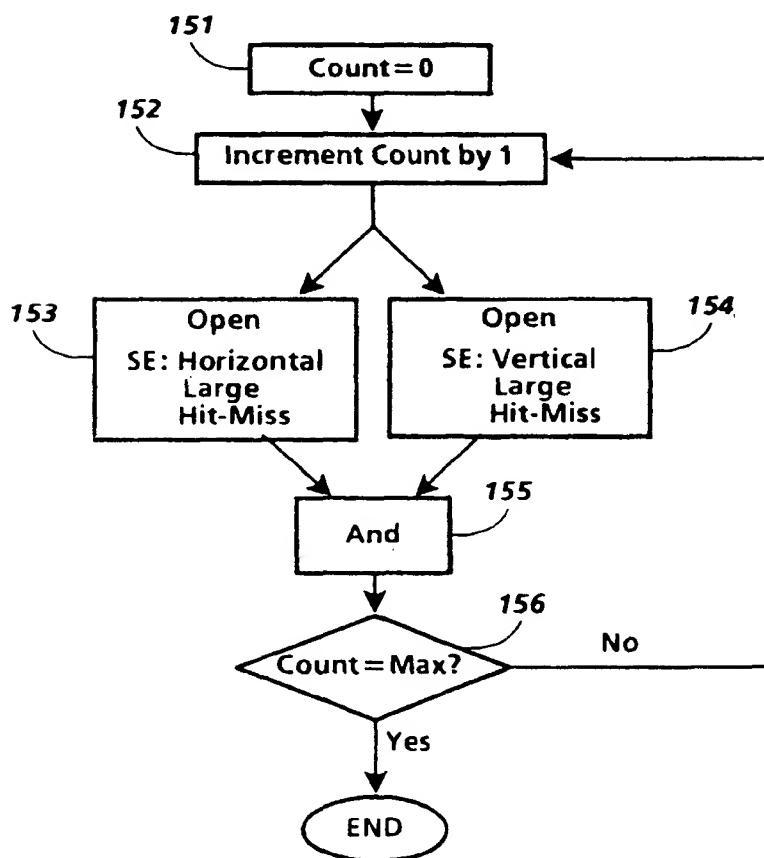 151
Count=0
152
Increment Count by 1
153
Open
SE: Horizontal
Large
Hit-Miss
154
Open
SE: Vertical
Large
Hit-Miss
155
And
156
Count=Max?
No
Yes
END